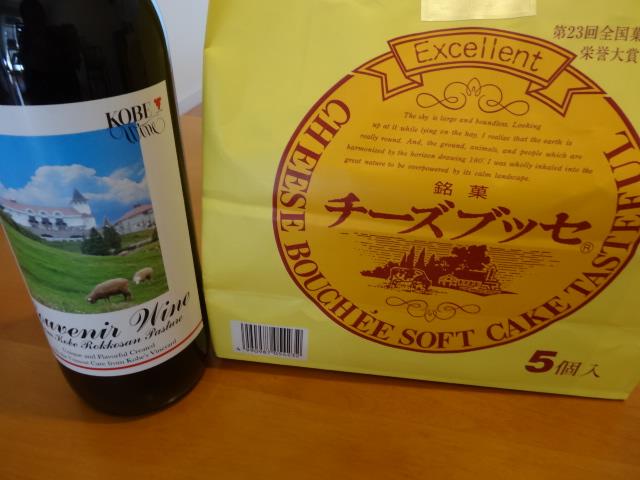 KOBE
WINE
Souvenir Wine
Kobe Rokkosan Pasture
Unique and Flavorful Created
Utmost Care from Kobe's Vineyard
第23回全国菓
栄誉大賞
Excellent
The sky is large and boundless. Looking
up at it while lying on the hay, I realize that the earth is
really round. And, the ground, animals, and people which are
harmonized by the horizon drawing 180° I was wholly inhaled into the
great nature to be overpowered by its calm landscape.
銘菓
チーズブッセ®
CHEESE BOUCHÉE SOFT CAKE TASTEFUL
5個入